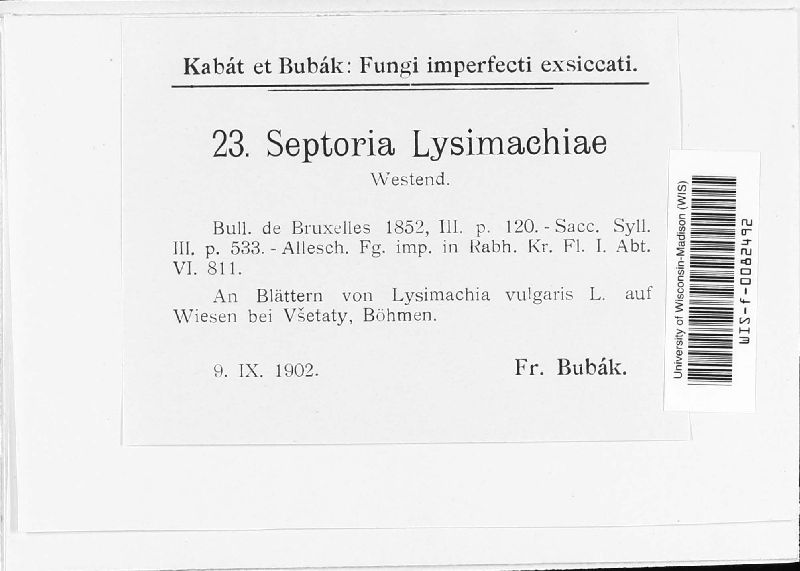 Kabát et Bubák: Fungi imperfecti exsiccati.
23. Septoria Lysimachiae
Westend.
Bull. de Bruxelles 1852, III. p. 120. - Sacc. Syll.
III. p. 533. - Allesch. Fg. imp. in Rabh. Kr. Fl. I. Abt.
VI. 811.
An Blättern von Lysimachia vulgaris L. auf
Wiesen bei Všetaty, Böhmen.
9. IX. 1902.
Fr. Bubák.
University of Wisconsin-Madison (WIS)
WIS-f-0082492